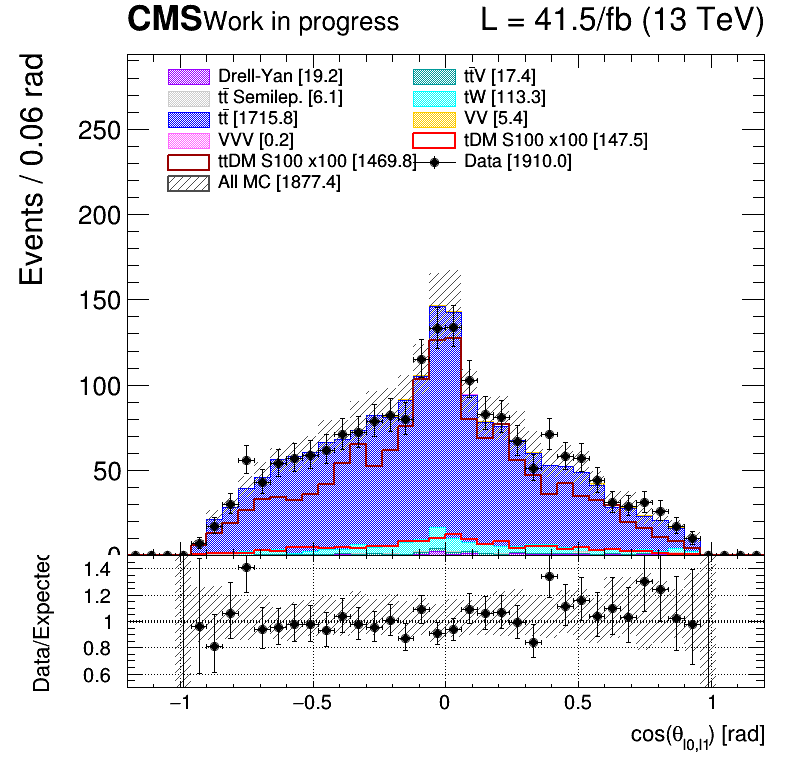 CMS Work in progress L = 41.5/fb (13 TeV)
Events / 0.06 rad
Drell-Yan [19.2] tt̄V [17.4]
tt̄ Semilep. [6.1] tW [113.3]
tt̄ [1715.8] VV [5.4]
VVV [0.2] tDM S100 x100 [147.5]
ttDM S100 x100 [1469.8] Data [1910.0]
All MC [1877.4]
250
200
150
100
50
0
Data/Expected
1.4
1.2
1
0.8
0.6
−1 −0.5 0 0.5 1
cos(θl0,l1) [rad]